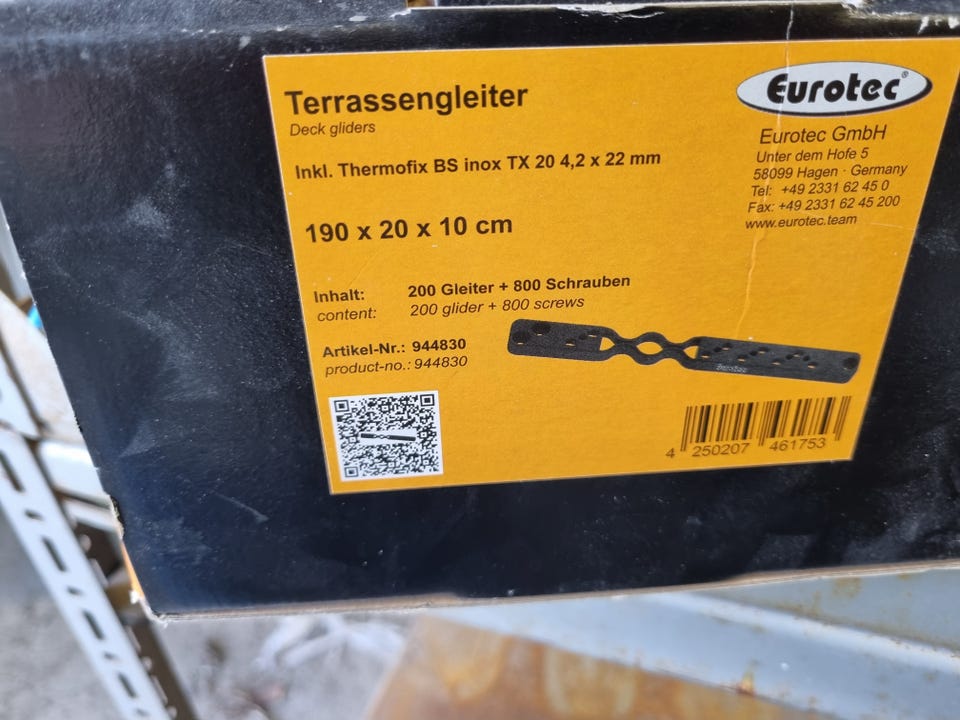 Terrassengleiter
Deck gliders
Inkl. Thermofix BS inox TX 20 4,2 x 22 mm
190 x 20 x 10 cm
Inhalt: 200 Gleiter + 800 Schrauben
content: 200 glider + 800 screws
Artikel-Nr.: 944830
product-no.: 944830
Eurotec®
Eurotec GmbH
Unter dem Hofe 5
58099 Hagen · Germany
Tel: +49 2331 62 45 0
Fax: +49 2331 62 45 200
www.eurotec.team
Eurotec
4 250207 461753